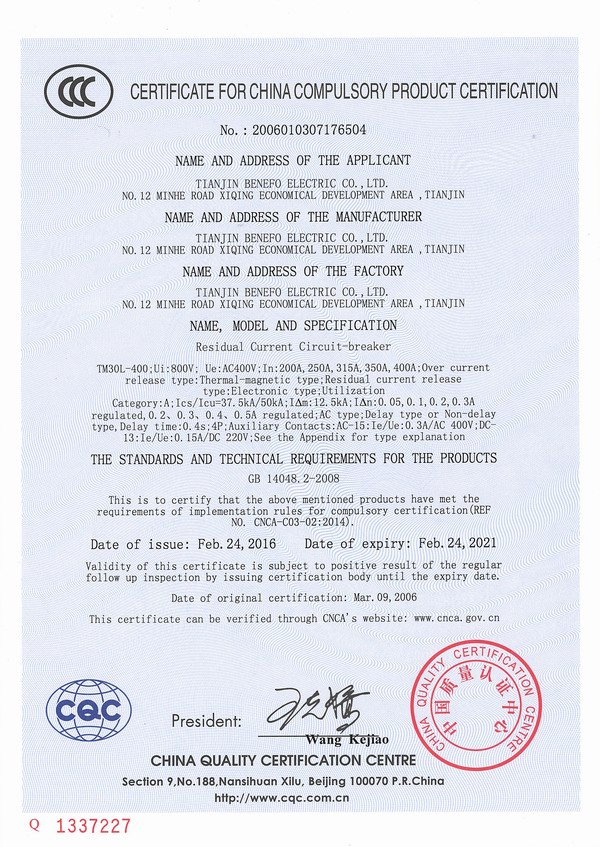 CCC
CERTIFICATE FOR CHINA COMPULSORY PRODUCT CERTIFICATION
No. : 2006010307176504
NAME AND ADDRESS OF THE APPLICANT
TIANJIN BENEFO ELECTRIC CO.,LTD.
NO. 12 MINHE ROAD XIQING ECONOMICAL DEVELOPMENT AREA ,TIANJIN
NAME AND ADDRESS OF THE MANUFACTURER
TIANJIN BENEFO ELECTRIC CO.,LTD.
NO. 12 MINHE ROAD XIQING ECONOMICAL DEVELOPMENT AREA ,TIANJIN
NAME AND ADDRESS OF THE FACTORY
TIANJIN BENEFO ELECTRIC CO.,LTD.
NO. 12 MINHE ROAD XIQING ECONOMICAL DEVELOPMENT AREA ,TIANJIN
NAME, MODEL AND SPECIFICATION
Residual Current Circuit-breaker
TM30L-400;Ui:800V; Ue:AC400V;In:200A,250A,315A,350A,400A;Over current
release type:Thermal-magnetic type;Residual current release
type:Electronic type;Utilization
Category:A;Ics/Icu=37.5kA/50kA;IΔm:12.5kA;IΔn:0.05,0.1,0.2,0.3A
regulated,0.2、0.3、0.4、0.5A regulated;AC type;Delay type or Non-delay
type,Delay time:0.4s;4P;Auxiliary Contacts:AC-15:Ie/Ue:0.3A/AC 400V;DC-
13:Ie/Ue:0.15A/DC 220V;See the Appendix for type explanation
THE STANDARDS AND TECHNICAL REQUIREMENTS FOR THE PRODUCTS
GB 14048.2-2008
This is to certify that the above mentioned products have met the
requirements of implementation rules for compulsory certification(REF
NO. CNCA-C03-02:2014).
Date of issue: Feb.24,2016 Date of expiry: Feb.24,2021
Validity of this certificate is subject to positive result of the regular
follow up inspection by issuing certification body until the expiry date.
Date of original certification: Mar.09,2006
This certificate can be verified through CNCA's website: www.cnca.gov.cn
CQC
President:
王克娇
Wang Kejiao
CHINA QUALITY CERTIFICATION CENTRE
中国质量认证中心
CHINA QUALITY CERTIFICATION CENTRE
Section 9,No.188,Nansihuan Xilu, Beijing 100070 P.R.China
http://www.cqc.com.cn
Q 1337227